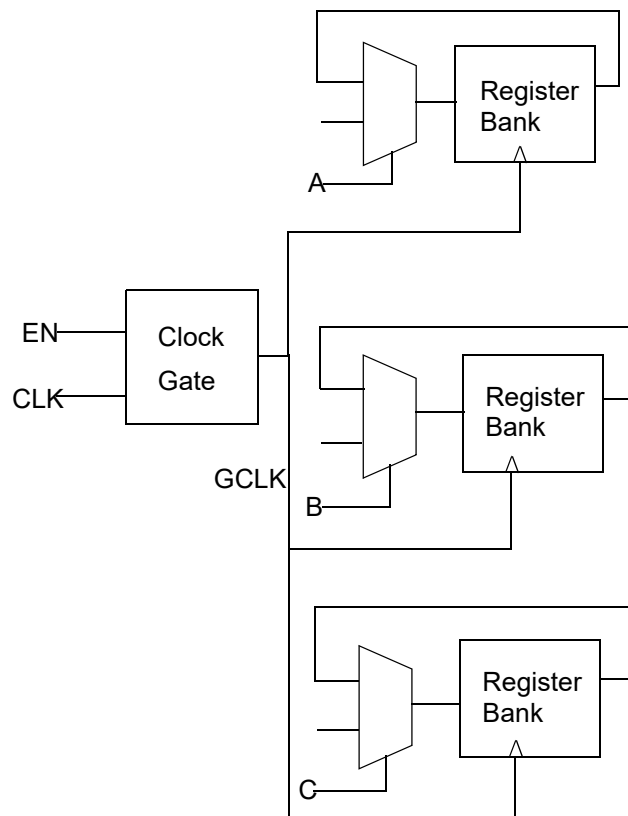 Register
Bank
A
EN
Clock
Gate
CLK
Register
Bank
GCLK
B
Register
Bank
C